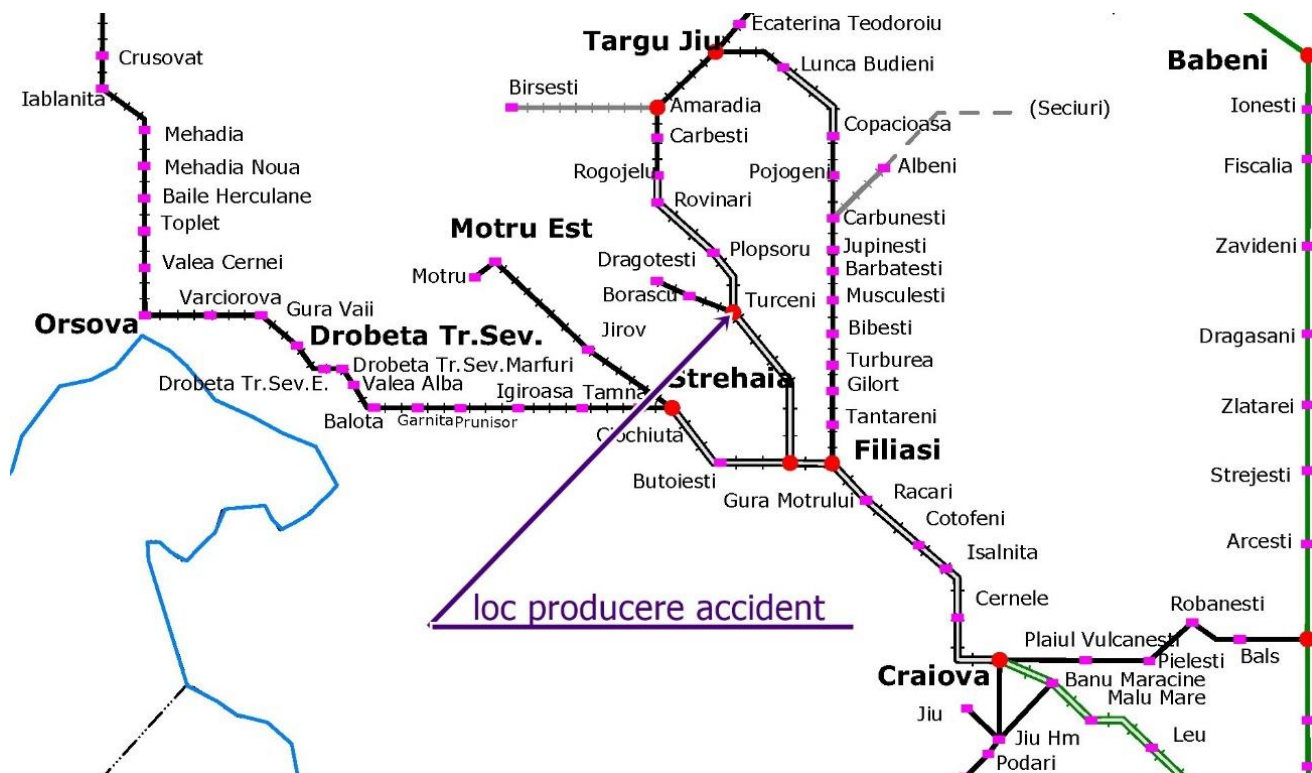 Ecaterina Teodoroiu
Targu Jiu
Babeni
Crusovat
Lunca Budieni
Birsesti
Iablanita
Amaradia
Ionesti
(Seciuri)
Mehadia
Carbesti
Copacioasa
Mehadia Noua
Rogojelu
Pojogeni
Albeni
Fiscalia
Baile Herculane
Rovinari
Toplet
Carbunesti
Motru Est
Plopsoru
Jupinesti
Zavideni
Valea Cernei
Dragotesti
Barbatesti
Motru
Borascu
Turceni
Musculesti
Varciorova
Gura Vaii
Orsova
Drobeta Tr.Sev.
Jirov
Bibesti
Dragasani
Drobeta Tr.Sev.Marfuri
Turburea
Drobeta Tr.Sev.E.
Valea Alba
Strehaia
Gilort
Igiroasa
Tamna
Zlatarei
Balota
Garnita
Prunisor
Tantareni
Ciochiuta
Filiasi
Butoiesti
Gura Motrului
Racari
Strejesti
Cotofeni
Isalnita
Arcesti
loc producere accident
Cernele
Robanesti
Plaiul Vulcanesti
Pielesti
Bals
Craiova
Banu Maracine
Malu Mare
Jiu
Jiu Hm
Leu
Podari